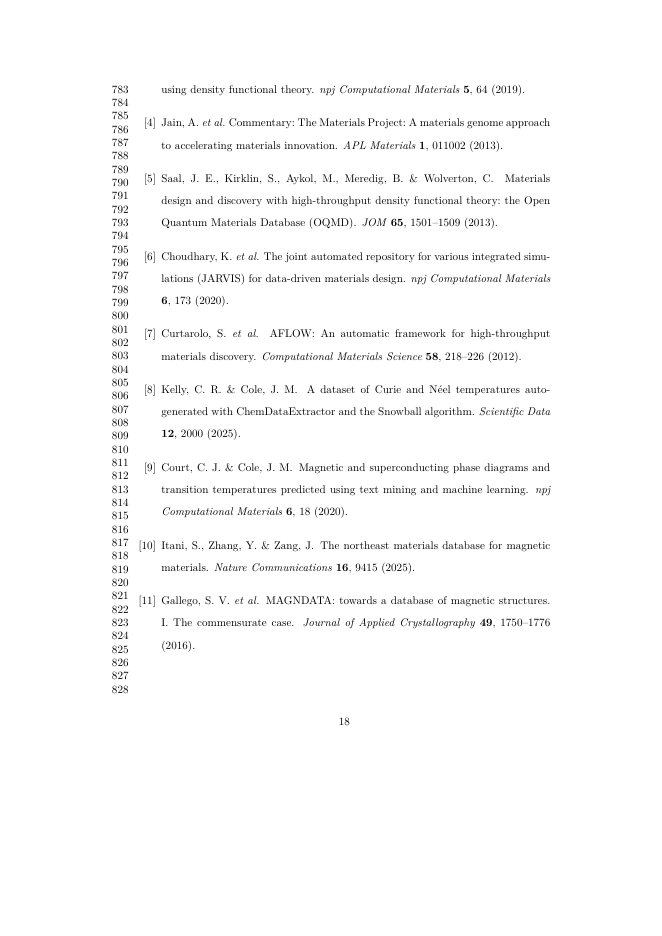 783 using density functional theory. npj Computational Materials 5, 64 (2019).
784
785 [4] Jain, A. et al. Commentary: The Materials Project: A materials genome approach
786
787 to accelerating materials innovation. APL Materials 1, 011002 (2013).
788
789
790 [5] Saal, J. E., Kirklin, S., Aykol, M., Meredig, B. & Wolverton, C. Materials
791 design and discovery with high-throughput density functional theory: the Open
792
793 Quantum Materials Database (OQMD). JOM 65, 1501–1509 (2013).
794
795
796 [6] Choudhary, K. et al. The joint automated repository for various integrated simu-
797 lations (JARVIS) for data-driven materials design. npj Computational Materials
798
799 6, 173 (2020).
800
801 [7] Curtarolo, S. et al. AFLOW: An automatic framework for high-throughput
802
803 materials discovery. Computational Materials Science 58, 218–226 (2012).
804
805 [8] Kelly, C. R. & Cole, J. M. A dataset of Curie and Néel temperatures auto-
806
807 generated with ChemDataExtractor and the Snowball algorithm. Scientific Data
808
809 12, 2000 (2025).
810
811 [9] Court, C. J. & Cole, J. M. Magnetic and superconducting phase diagrams and
812
813 transition temperatures predicted using text mining and machine learning. npj
814
815 Computational Materials 6, 18 (2020).
816
817 [10] Itani, S., Zhang, Y. & Zang, J. The northeast materials database for magnetic
818
819 materials. Nature Communications 16, 9415 (2025).
820
821 [11] Gallego, S. V. et al. MAGNDATA: towards a database of magnetic structures.
822
823 I. The commensurate case. Journal of Applied Crystallography 49, 1750–1776
824
825 (2016).
826
827
828
18